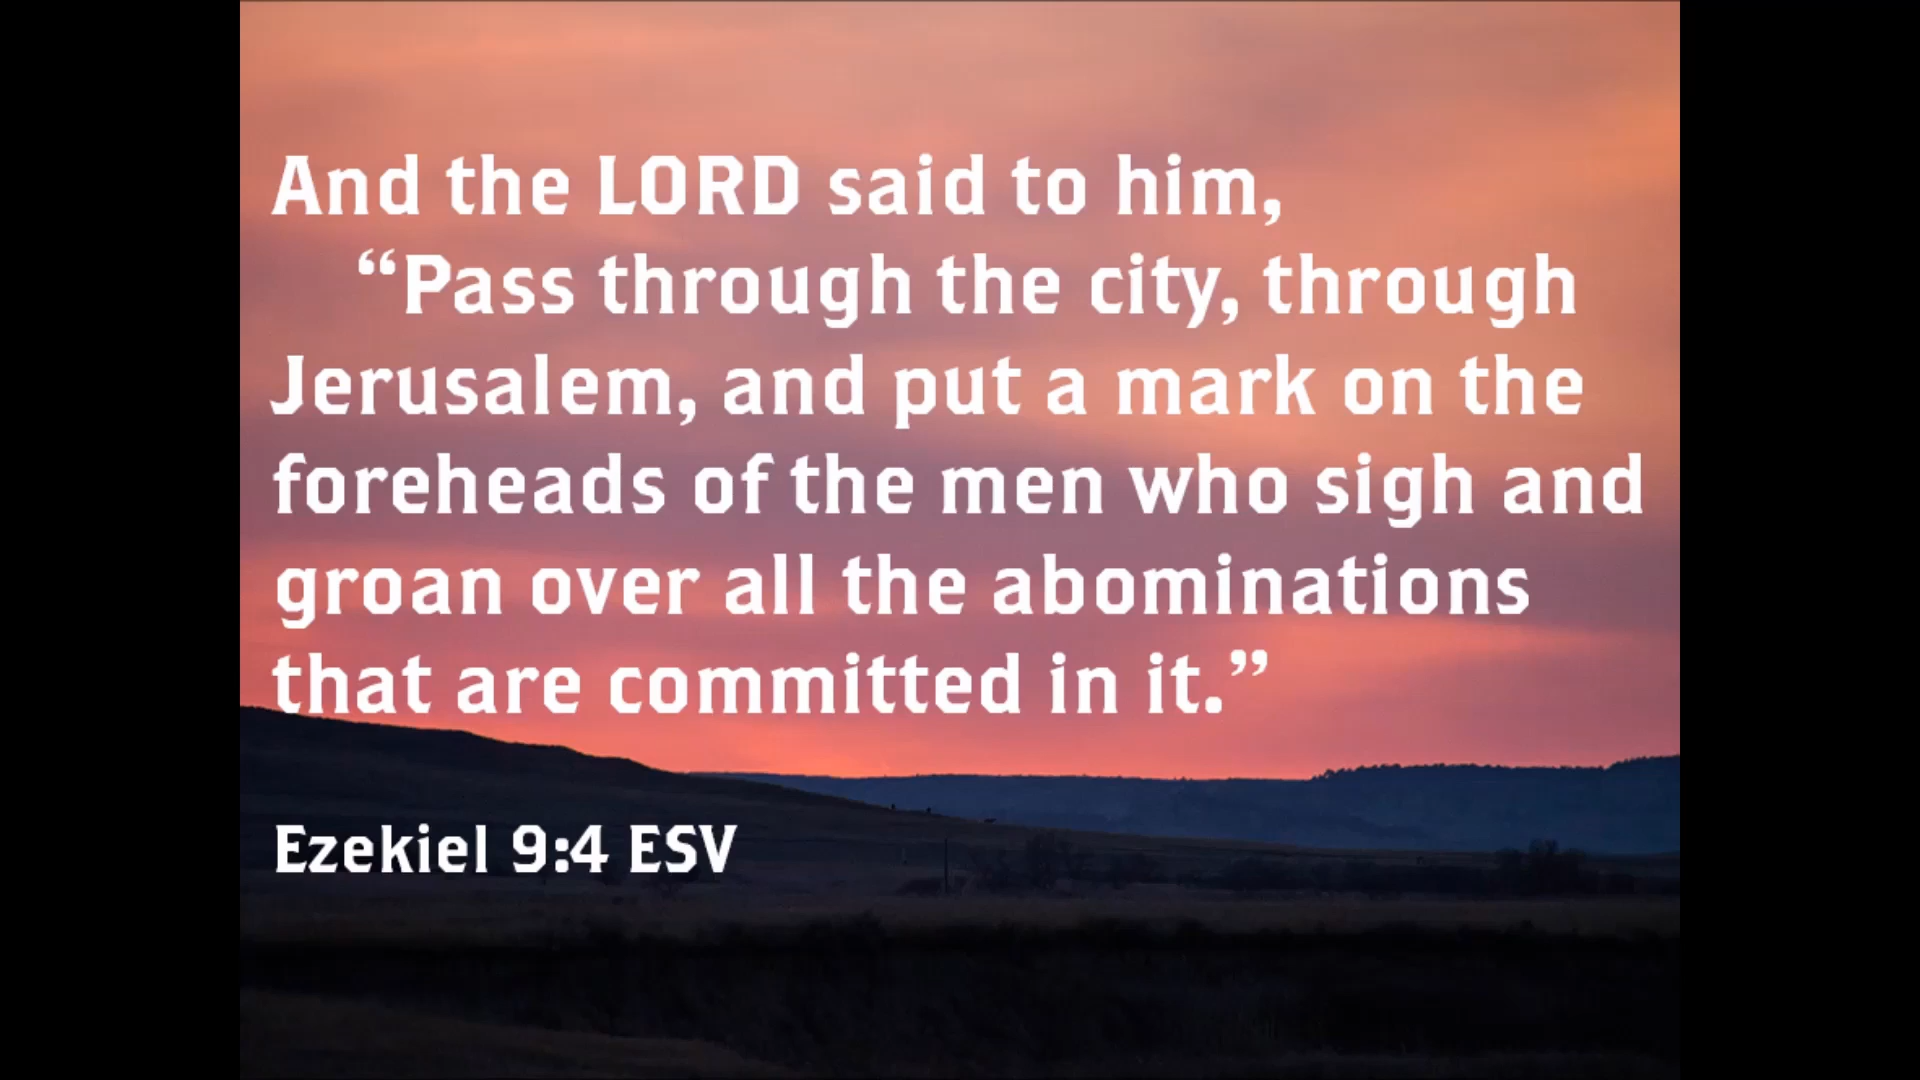 And the LORD said to him,
“Pass through the city, through
Jerusalem, and put a mark on the
foreheads of the men who sigh and
groan over all the abominations
that are committed in it.”
Ezekiel 9:4 ESV